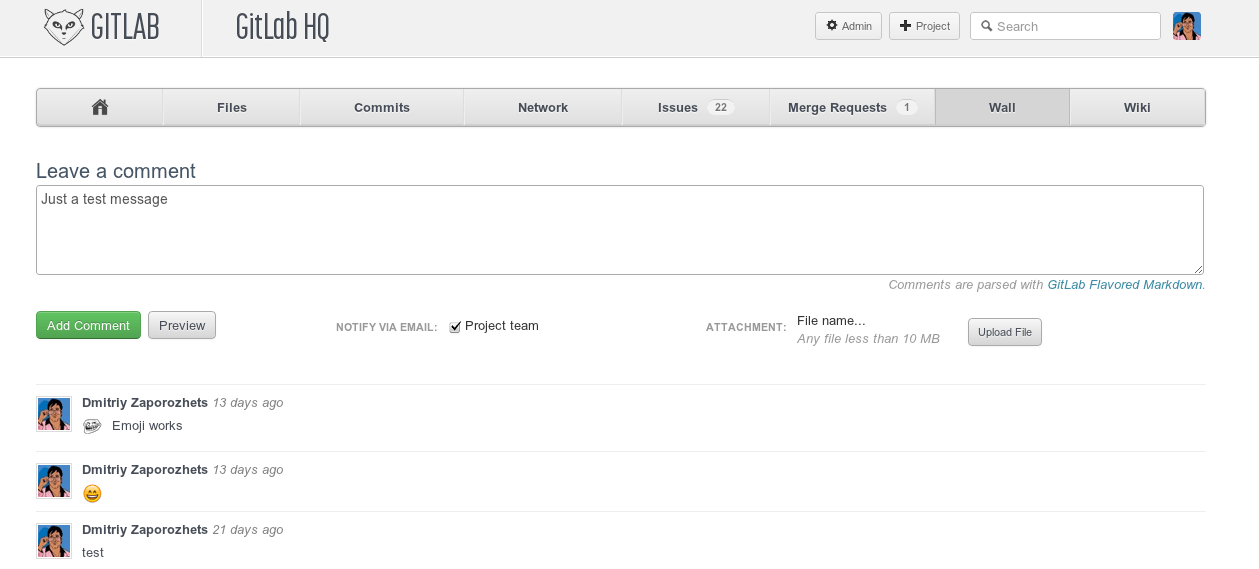 GITLAB GitLab HQ Admin Project Search
Files Commits Network Issues 22 Merge Requests 1 Wall Wiki
Leave a comment
Just a test message
Comments are parsed with GitLab Flavored Markdown.
Add Comment Preview NOTIFY VIA EMAIL: Project team ATTACHMENT: File name... Upload File
Any file less than 10 MB
Dmitriy Zaporozhets 13 days ago
Emoji works
Dmitriy Zaporozhets 13 days ago
Dmitriy Zaporozhets 21 days ago
test